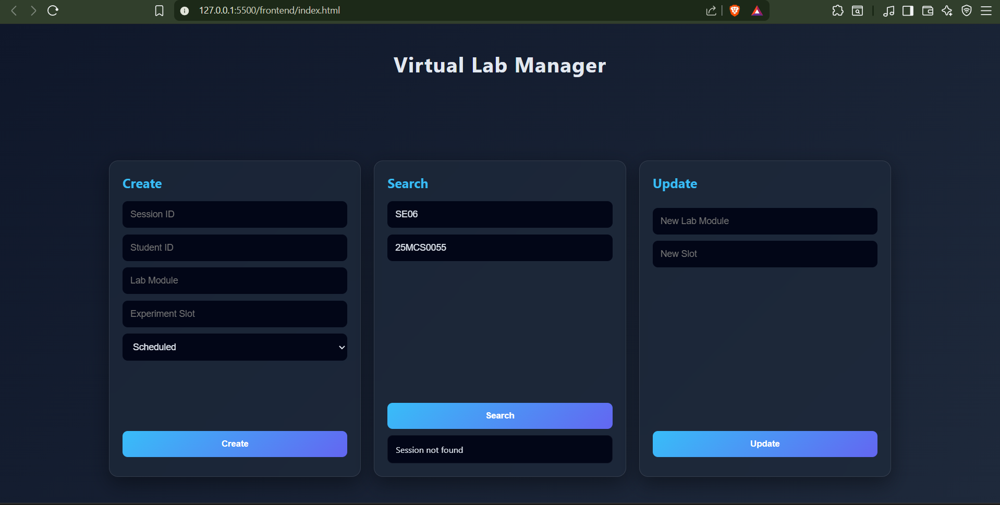 127.0.0.1:5500/frontend/index.html
Virtual Lab Manager
Create
Session ID
Student ID
Lab Module
Experiment Slot
Scheduled
Create
Search
SE06
25MCS0055
Search
Session not found
Update
New Lab Module
New Slot
Update